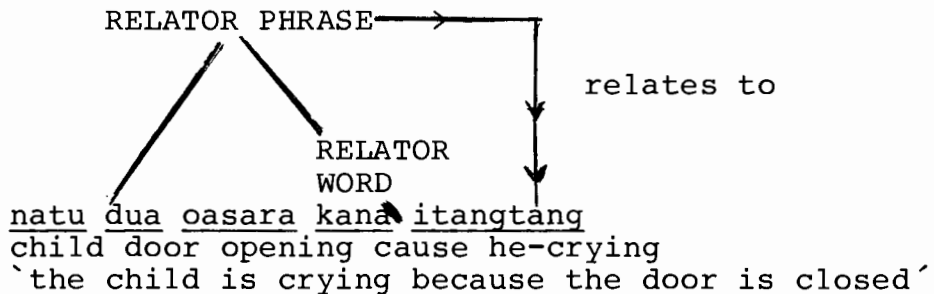 RELATOR PHRASE
relates to
RELATOR
WORD
natu dua oasara kana itangtang
child door opening cause he-crying
`the child is crying because the door is closed´